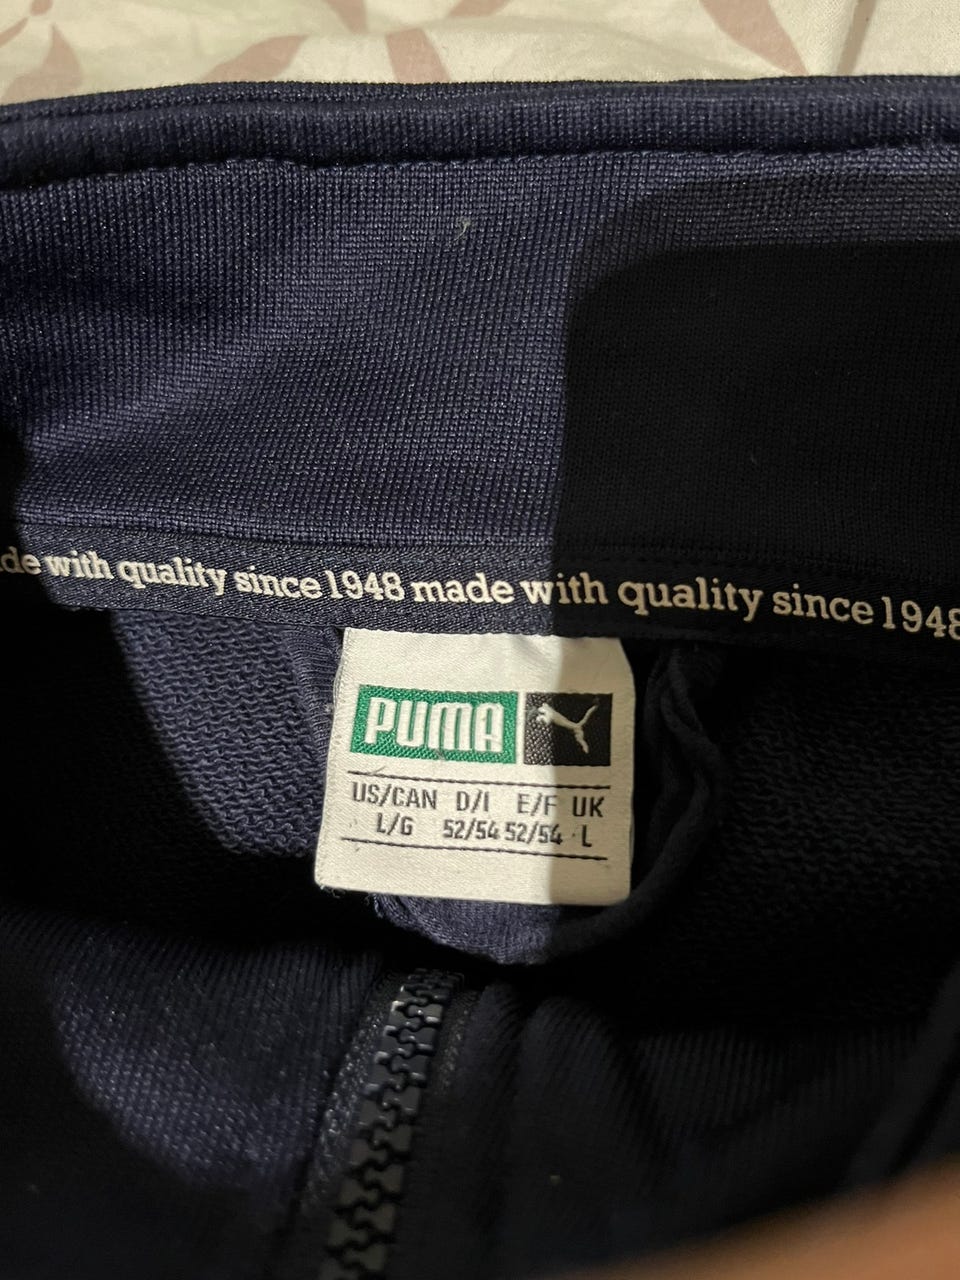 de with quality since 1948 made with quality since 1948
PUMA
US/CAN D/I E/F UK
L/G 52/54 52/54 L